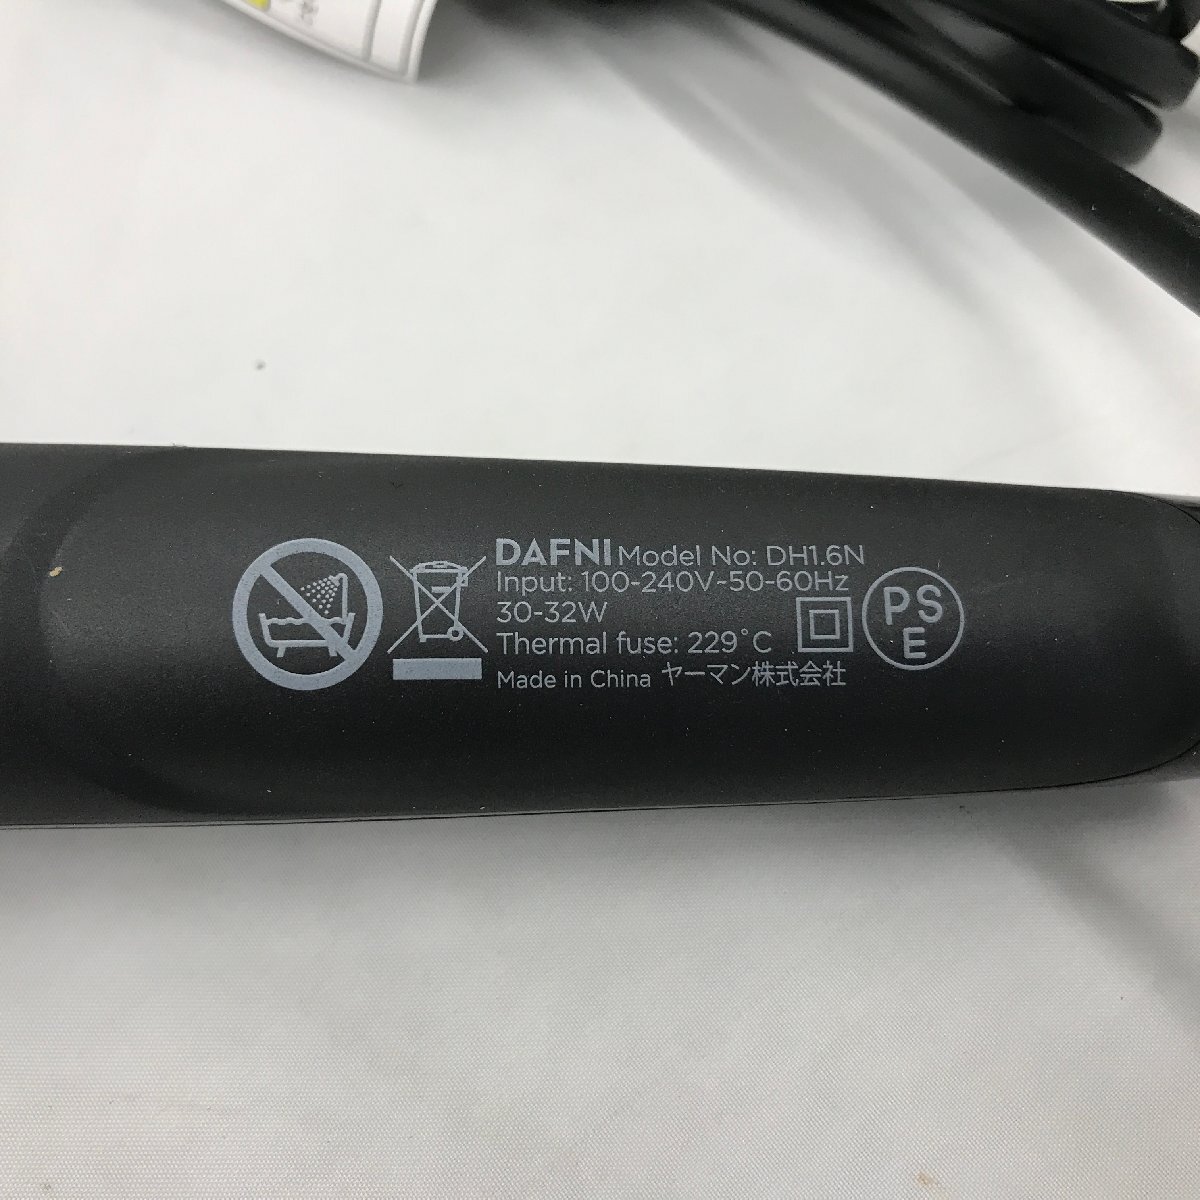 DAFNI Model No: DH1.6N
Input: 100-240V~50-60Hz
30-32W
Thermal fuse: 229°C
Made in China ヤーマン株式会社
PS
E